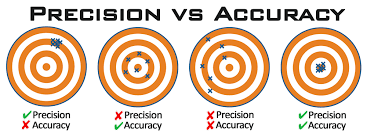 PRECISION VS ACCURACY
✓ Precision ✗ Precision ✗ Precision ✓ Precision
✗ Accuracy ✓ Accuracy ✗ Accuracy ✓ Accuracy